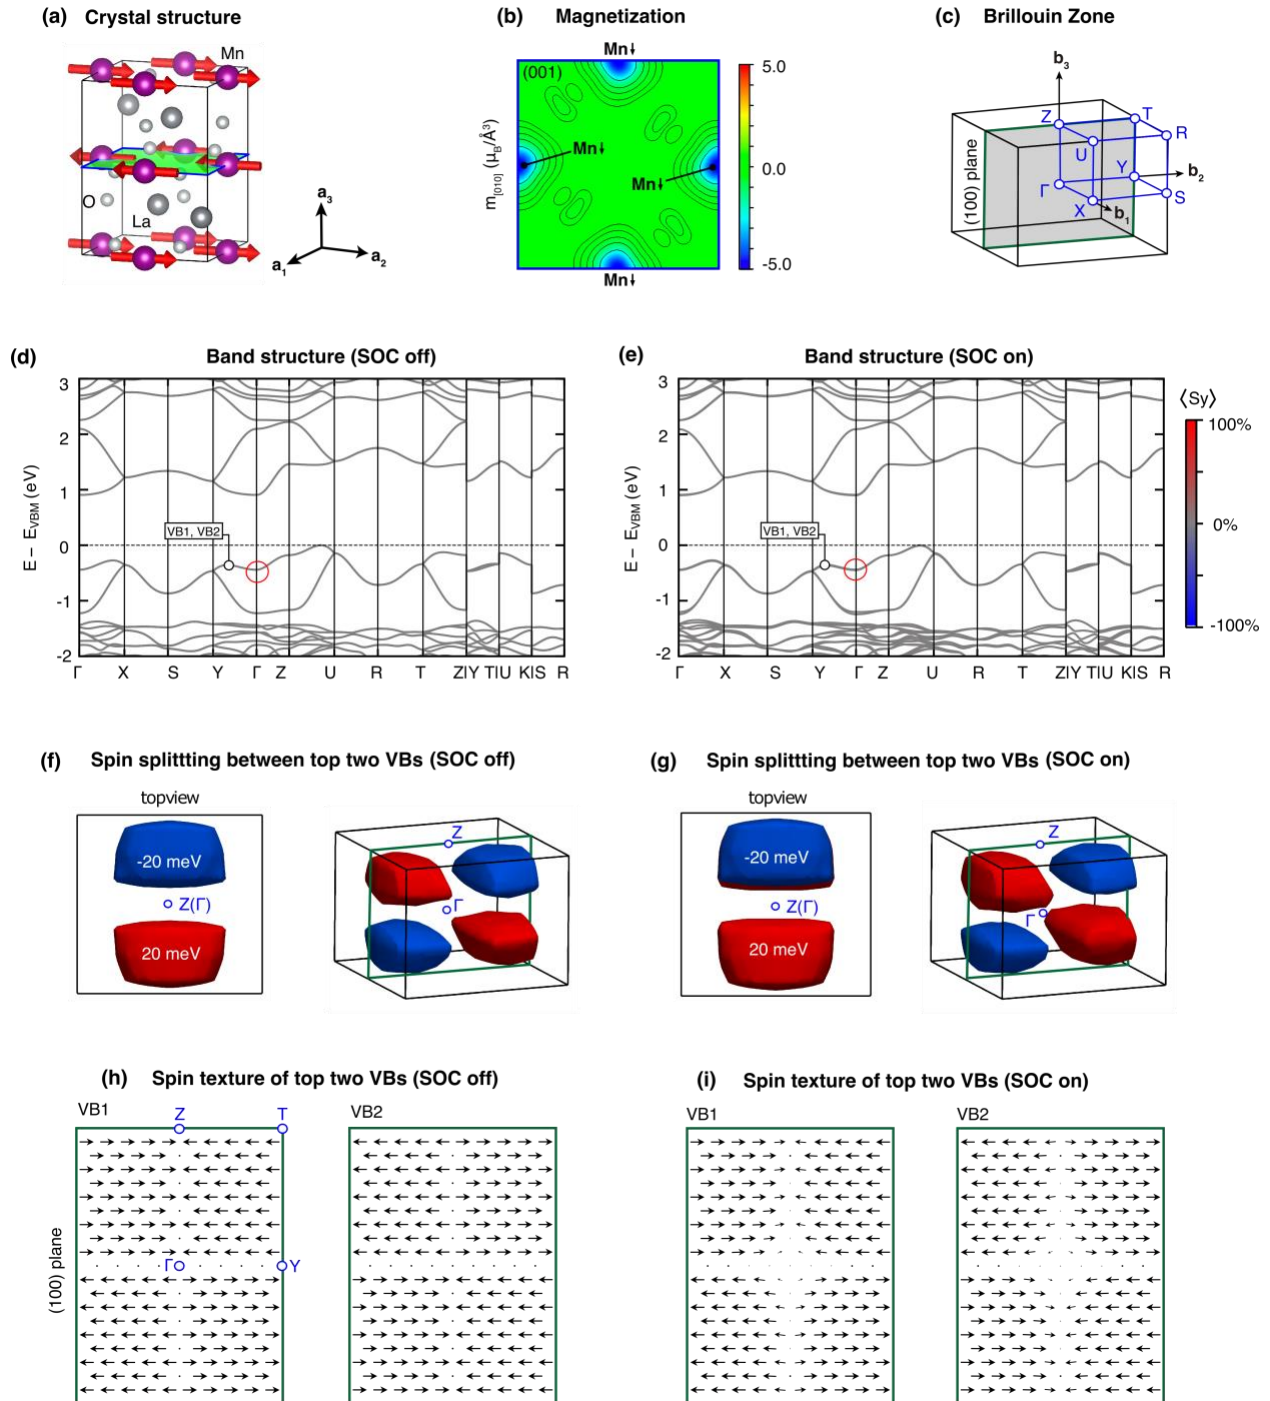 (a) Crystal structure
Mn
O
La
a3
a1
a2
(b) Magnetization
Mn↓
(001)
Mn↓
Mn↓
Mn↓
m[010] (μB/Å3)
5.0
0.0
-5.0
(c) Brillouin Zone
b3
Z
T
R
U
Y
b2
Γ
S
X
b1
(100) plane
(d) Band structure (SOC off)
E − EVBM (eV)
3
2
1
0
-1
-2
VB1, VB2
Γ X S Y Γ Z U R T Z|Y T|U K|S R
(e) Band structure (SOC on)
3
2
1
0
-1
-2
E − EVBM (eV)
VB1, VB2
Γ X S Y Γ Z U R T Z|Y T|U K|S R
⟨Sy⟩
100%
0%
-100%
(f) Spin splittting between top two VBs (SOC off)
topview
-20 meV
Z(Γ)
20 meV
Z
Γ
(g) Spin splittting between top two VBs (SOC on)
topview
-20 meV
Z(Γ)
20 meV
Z
Γ
(h) Spin texture of top two VBs (SOC off)
VB1 Z T VB2
Γ Y
(100) plane
(i) Spin texture of top two VBs (SOC on)
VB1 VB2